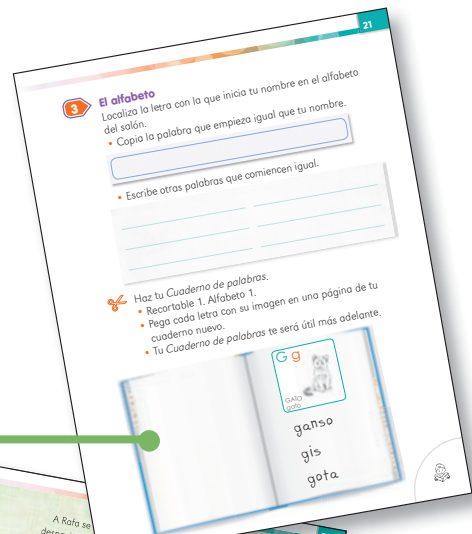 21
3
El alfabeto
Localiza la letra con la que inicia tu nombre en el alfabeto
del salón.
• Copia la palabra que empieza igual que tu nombre.
• Escribe otras palabras que comiencen igual.
Haz tu Cuaderno de palabras.
• Recortable 1. Alfabeto 1.
• Pega cada letra con su imagen en una página de tu
cuaderno nuevo.
• Tu Cuaderno de palabras te será útil más adelante.
G g
GATO
gato
ganso
gis
gota
A Rafa se